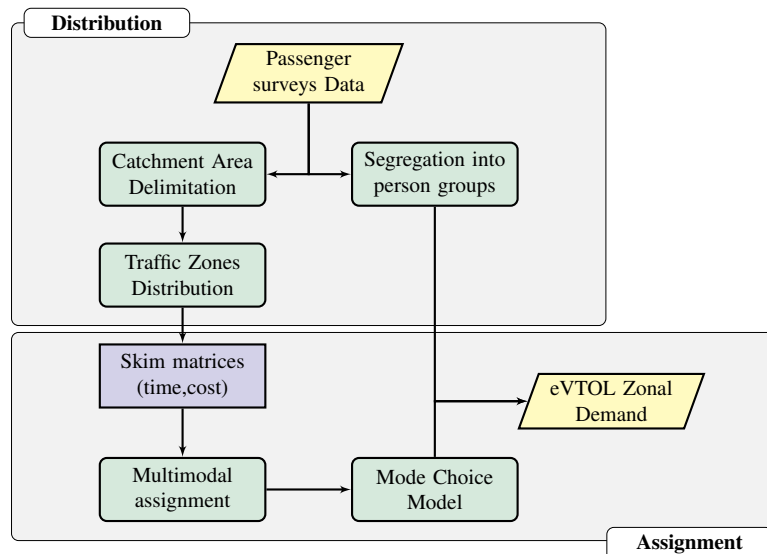 Distribution
Passenger
surveys Data
Catchment Area
Delimitation
Segregation into
person groups
Traffic Zones
Distribution
Skim matrices
(time,cost)
eVTOL Zonal
Demand
Multimodal
assignment
Mode Choice
Model
Assignment